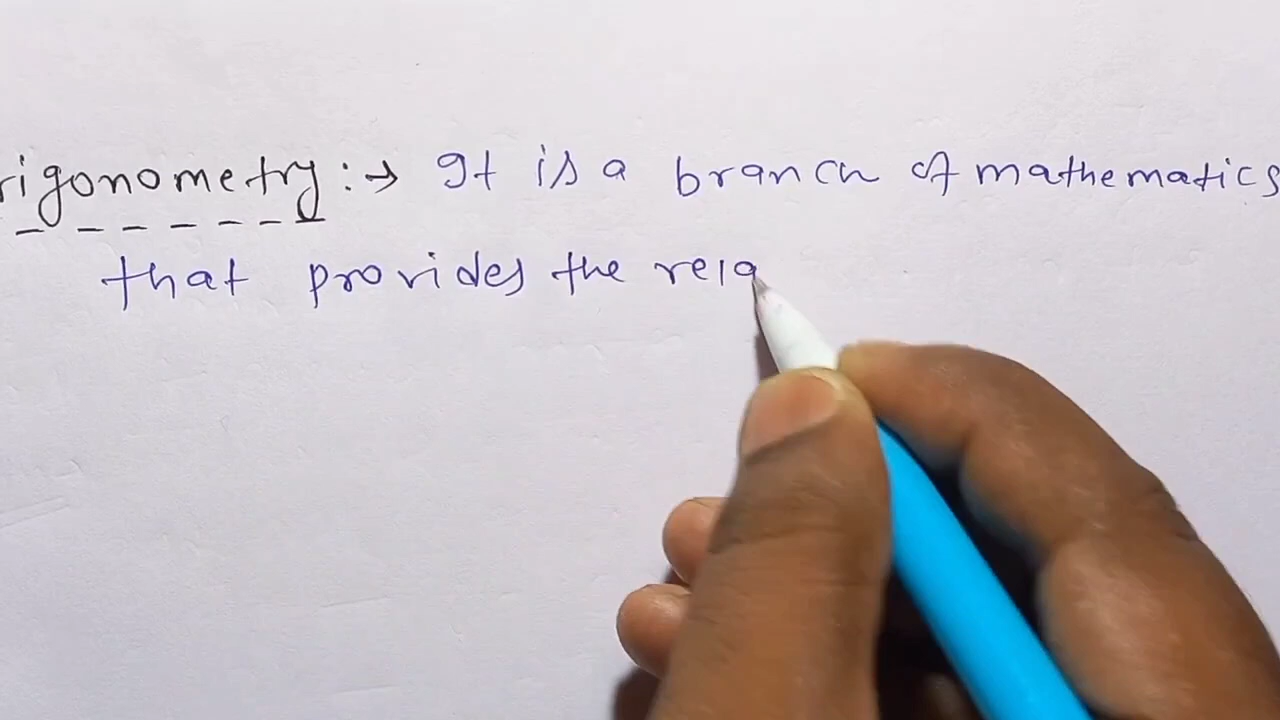 rigonometry :→ It is a branch of mathematics
that provides the rela